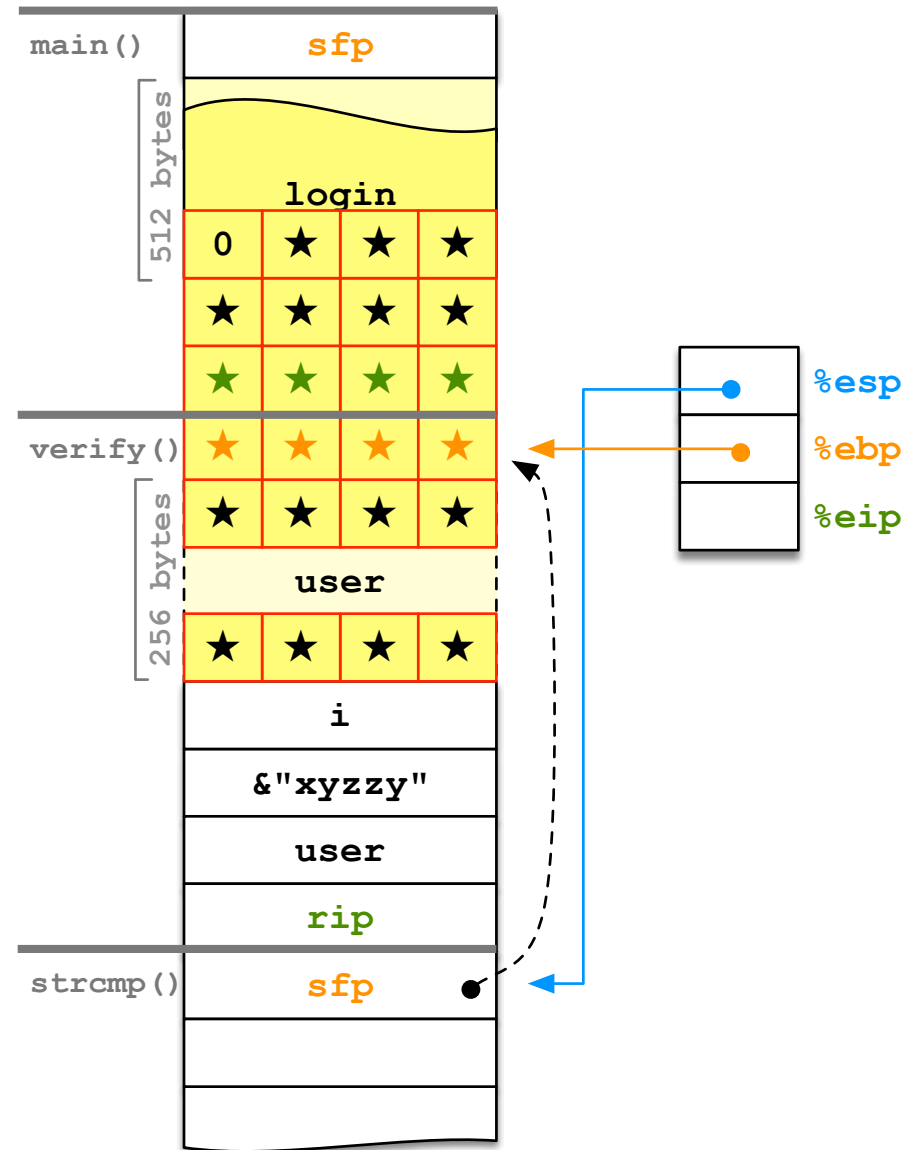 main()
sfp
512 bytes
login
0 ★ ★ ★
★ ★ ★ ★
★ ★ ★ ★
%esp
verify()
★ ★ ★ ★
%ebp
★ ★ ★ ★
%eip
256 bytes
user
★ ★ ★ ★
i
&"xyzzy"
user
rip
strcmp()
sfp